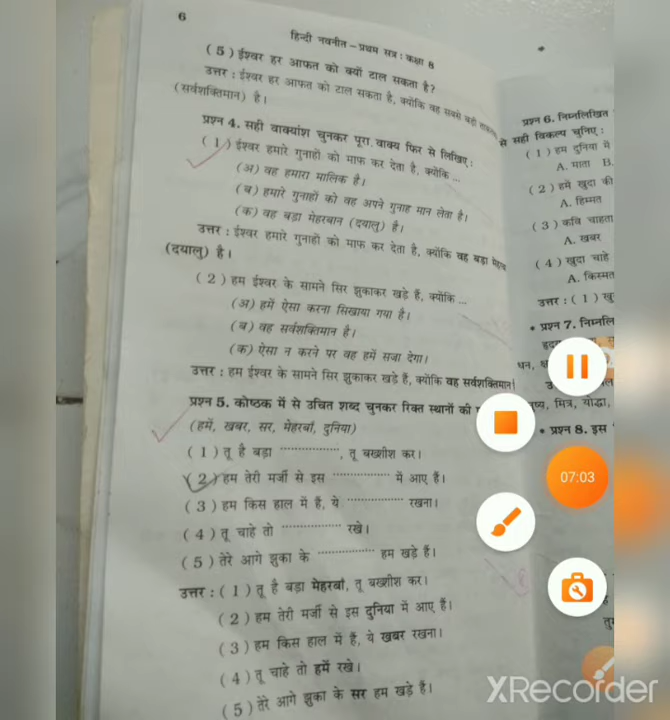 6
हिन्दी नवनीत – प्रथम सत्र : कक्षा 8
( 5 ) ईश्वर हर आफत को क्यों टाल सकता है?
उत्तर : ईश्वर हर आफत को टाल सकता है, क्योंकि वह सबसे बड़ी
(सर्वशक्तिमान) है।
प्रश्न 4. सही वाक्यांश चुनकर पूरा वाक्य फिर से लिखिए :
( 1 ) ईश्वर हमारे गुनाहों को माफ कर देता है, क्योंकि ...
(अ) वह हमारा मालिक है।
(ब) हमारे गुनाहों को वह अपने गुनाह मान लेता है।
(क) वह बड़ा मेहरबान (दयालु) है।
उत्तर : ईश्वर हमारे गुनाहों को माफ कर देता है, क्योंकि वह बड़ा
(दयालु) है।
( 2 ) हम ईश्वर के सामने सिर झुकाकर खड़े हैं, क्योंकि ...
(अ) हमें ऐसा करना सिखाया गया है।
(ब) वह सर्वशक्तिमान है।
(क) ऐसा न करने पर वह हमें सजा देगा।
उत्तर : हम ईश्वर के सामने सिर झुकाकर खड़े हैं, क्योंकि वह सर्वशक्तिमान
प्रश्न 5. कोष्ठक में से उचित शब्द चुनकर रिक्त स्थानों की
(हमें, खबर, सर, मेहरबाँ, दुनिया)
( 1 ) तू है बड़ा ................, तू बख्शीश कर।
( 2 ) हम तेरी मर्जी से इस ................ में आए हैं।
( 3 ) हम किस हाल में हैं, ये ................ रखना।
( 4 ) तू चाहे तो ................ रखे।
( 5 ) तेरे आगे झुका के ................ हम खड़े हैं।
उत्तर : ( 1 ) तू है बड़ा मेहरबाँ, तू बख्शीश कर।
( 2 ) हम तेरी मर्जी से इस दुनिया में आए हैं।
( 3 ) हम किस हाल में हैं, ये खबर रखना।
( 4 ) तू चाहे तो हमें रखे।
( 5 ) तेरे आगे झुका के सर हम खड़े हैं।
प्रश्न 6. निम्नलिखित
से सही विकल्प चुनिए :
( 1 ) हम दुनिया में
A. माता B.
( 2 ) हमें खुदा की
A. हिम्मत
( 3 ) कवि चाहता
A. खबर
( 4 ) खुदा चाहे
A. किस्मत
उत्तर : ( 1 )
• प्रश्न 7.
धन,
मित्र, योद्धा,
• प्रश्न 8. इस
07:03
XRecorder